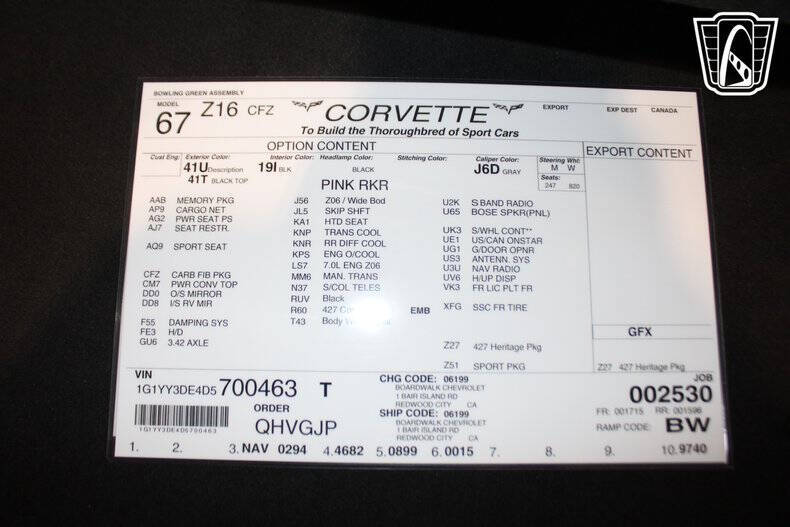 BOWLING GREEN ASSEMBLY
MODEL
67 Z16 CFZ CORVETTE EXPORT EXP DEST CANADA
To Build the Thoroughbred of Sport Cars
OPTION CONTENT
EXPORT CONTENT
Cust Eng: Exterior Color: Interior Color: Headlamp Color: Stitching Color: Caliper Color: Steering Whl:
41U Description 19I BLK BLACK J6D GRAY M W
41T BLACK TOP
Seats:
247 820
PINK RKR
AAB MEMORY PKG
AP9 CARGO NET
AG2 PWR SEAT PS
AJ7 SEAT RESTR.
AQ9 SPORT SEAT
CFZ CARB FIB PKG
CM7 PWR CONV TOP
DD0 O/S MIRROR
DD8 I/S RV MIR
F55 DAMPING SYS
FE3 H/D
GU6 3.42 AXLE
J56 Z06 / Wide Bod
JL5 SKIP SHFT
KA1 HTD SEAT
KNP TRANS COOL
KNR RR DIFF COOL
KPS ENG O/COOL
LS7 7.0L ENG Z06
MM6 MAN. TRANS
N37 S/COL TELES
RUV Black
R60 427 EMB
T43 Body
U2K S BAND RADIO
U65 BOSE SPKR(PNL)
UK3 S/WHL CONT**
UE1 US/CAN ONSTAR
UG1 G/DOOR OPNR
US3 ANTENN. SYS
U3U NAV RADIO
UV6 H/UP DISP
VK3 FR LIC PLT FR
XFG SSC FR TIRE
Z27 427 Heritage Pkg
Z51 SPORT PKG
GFX
Z27 427 Heritage Pkg
VIN
1G1YY3DE4D5700463 T
1G1YY3DE4D5700463
ORDER
QHVGJP
CHG CODE: 06199
BOARDWALK CHEVROLET
1 BAIR ISLAND RD
REDWOOD CITY CA
SHIP CODE: 06199
BOARDWALK CHEVROLET
1 BAIR ISLAND RD
REDWOOD CITY CA
JOB
002530
FR: 001715 RR: 001596
RAMP CODE: BW
1. 2. 3. NAV 0294 4. 4682 5. 0899 6. 0015 7. 8. 9. 10. 9740